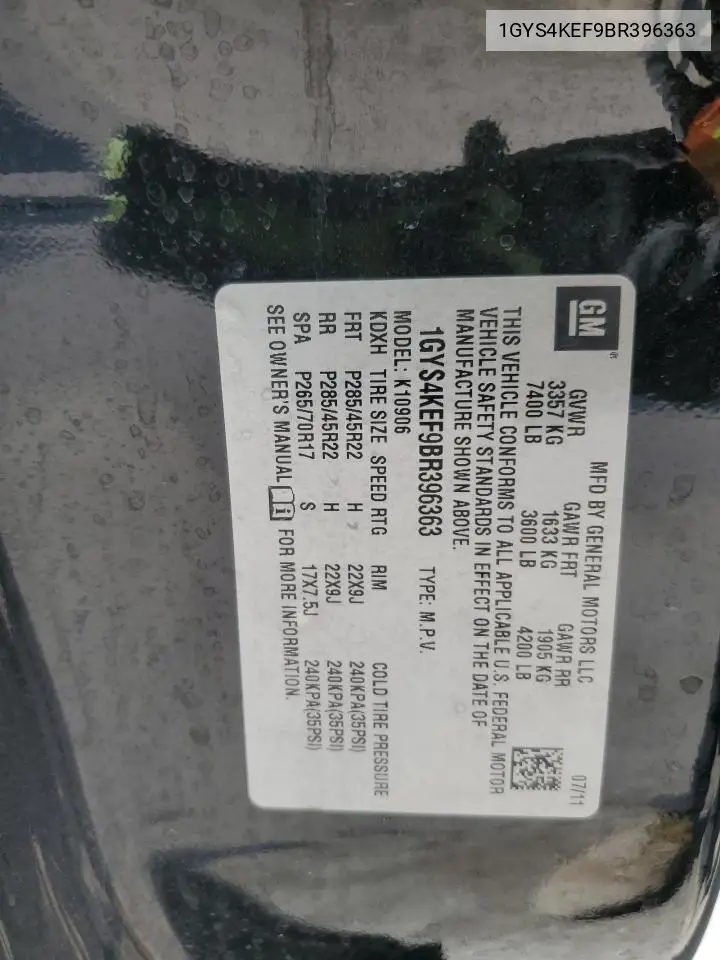 1GYS4KEF9BR396363
GM®
MFD BY GENERAL MOTORS LLC 07/11
GVWR GAWR FRT GAWR RR
3357 KG 1633 KG 1905 KG
7400 LB 3600 LB 4200 LB
THIS VEHICLE CONFORMS TO ALL APPLICABLE U.S. FEDERAL MOTOR
VEHICLE SAFETY STANDARDS IN EFFECT ON THE DATE OF
MANUFACTURE SHOWN ABOVE.
1GYS4KEF9BR396363 TYPE: M.P.V.
MODEL: K10906
KDXH TIRE SIZE SPEED RTG RIM COLD TIRE PRESSURE
FRT P285/45R22 H 22X9J 240KPA(35PSI)
RR P285/45R22 H 22X9J 240KPA(35PSI)
SPA P265/70R17 S 17X7.5J 240KPA(35PSI)
SEE OWNER'S MANUAL i FOR MORE INFORMATION.